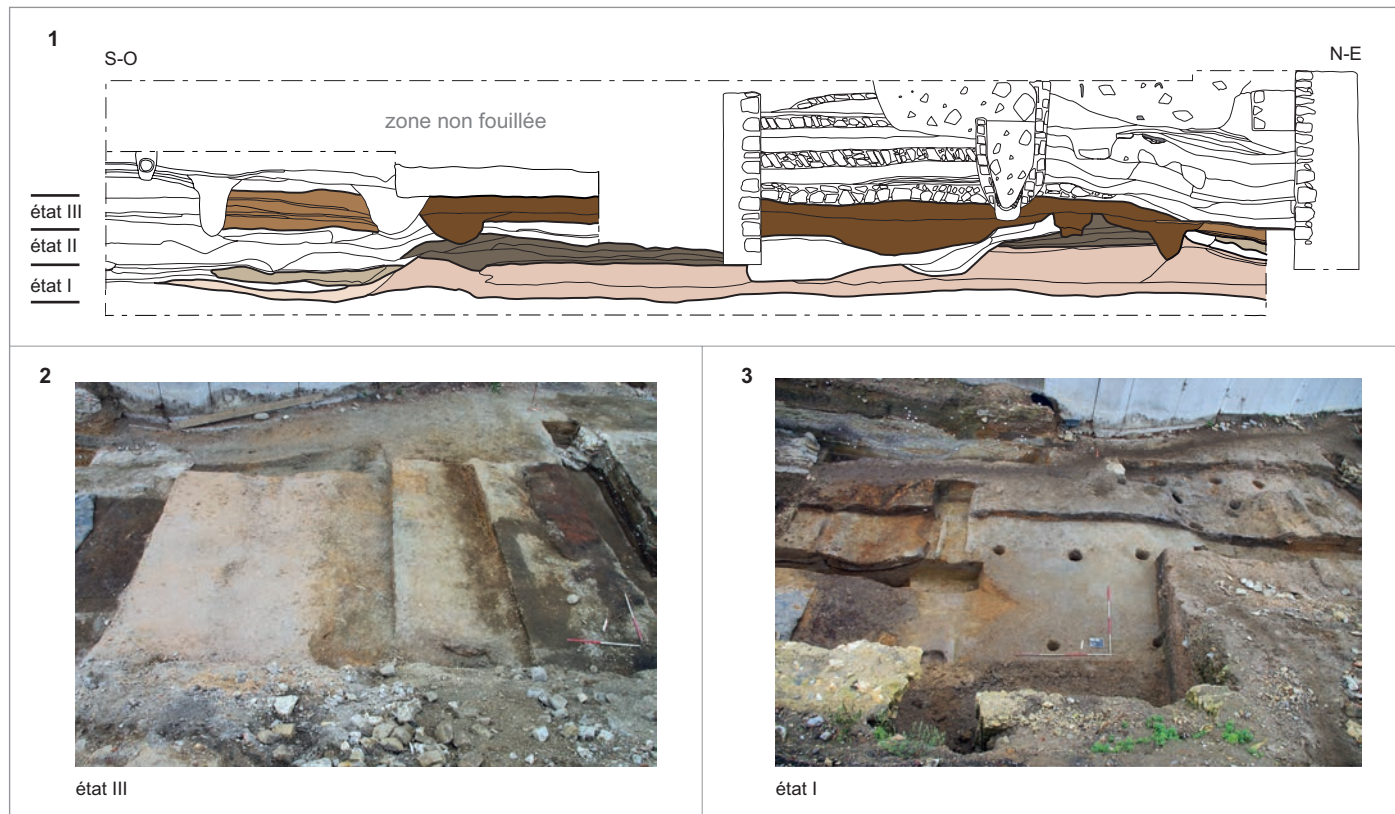 1
S-O
N-E
zone non fouillée
état III
état II
état I
2
état III
3
état I